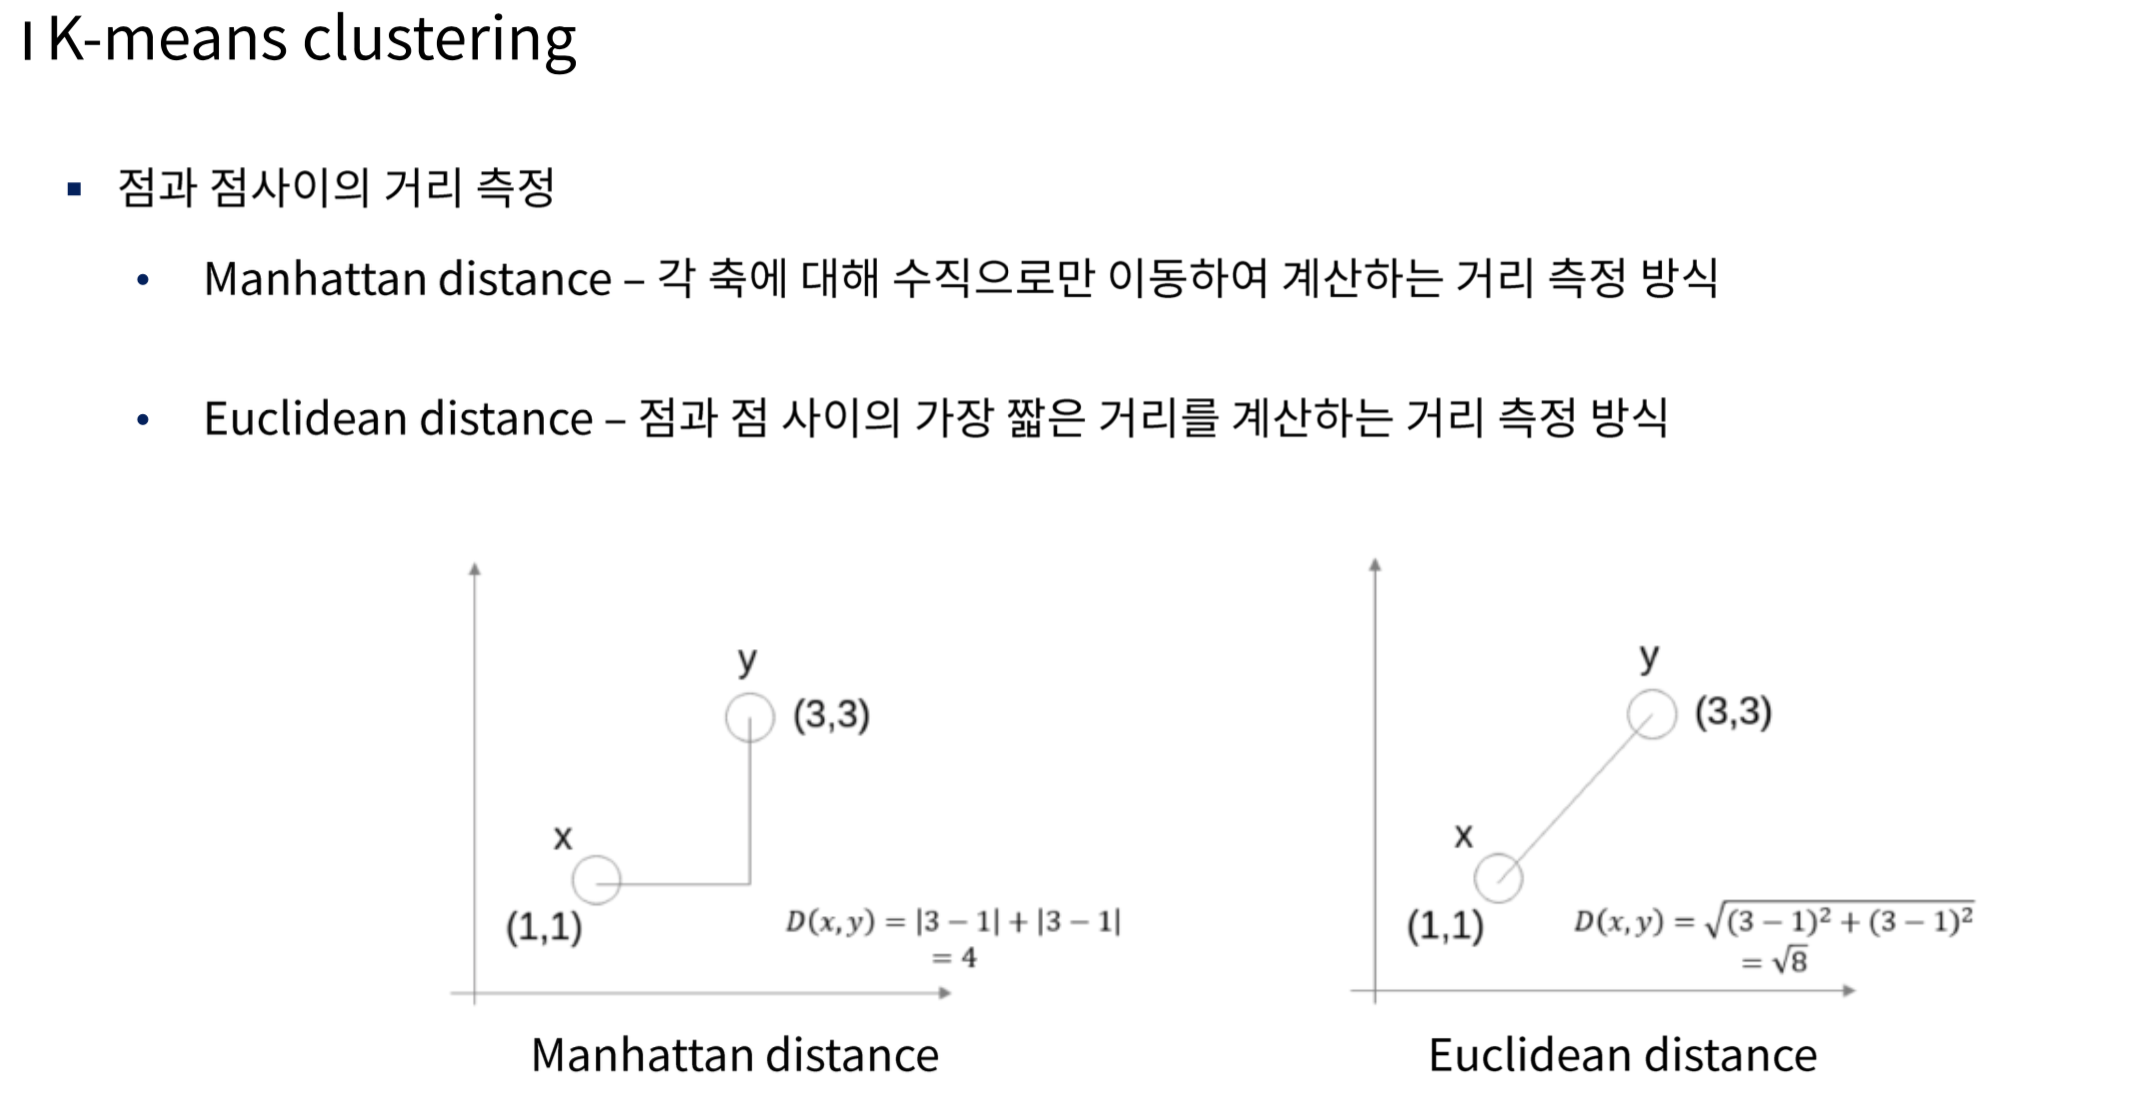 I K-means clustering
▪ 점과 점사이의 거리 측정
• Manhattan distance – 각 축에 대해 수직으로만 이동하여 계산하는 거리 측정 방식
• Euclidean distance – 점과 점 사이의 가장 짧은 거리를 계산하는 거리 측정 방식
y
(3,3)
x
(1,1)
D(x,y) = |3 − 1| + |3 − 1|
= 4
Manhattan distance
y
(3,3)
x
(1,1)
D(x,y) = √(3 − 1)² + (3 − 1)²
= √8
Euclidean distance